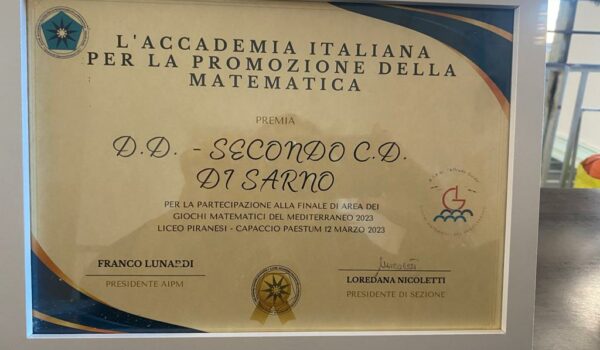 L'ACCADEMIA ITALIANA
PER LA PROMOZIONE DELLA
MATEMATICA
PREMIA
D.D. - SECONDO C.D.
DI SARNO
PER LA PARTECIPAZIONE ALLA FINALE DI AREA DEI
GIOCHI MATEMATICI DEL MEDITERRANEO 2023
LICEO PIRANESI - CAPACCIO PAESTUM 12 MARZO 2023
FRANCO LUNARDI
PRESIDENTE AIPM
LOREDANA NICOLETTI
PRESIDENTE DI SEZIONE